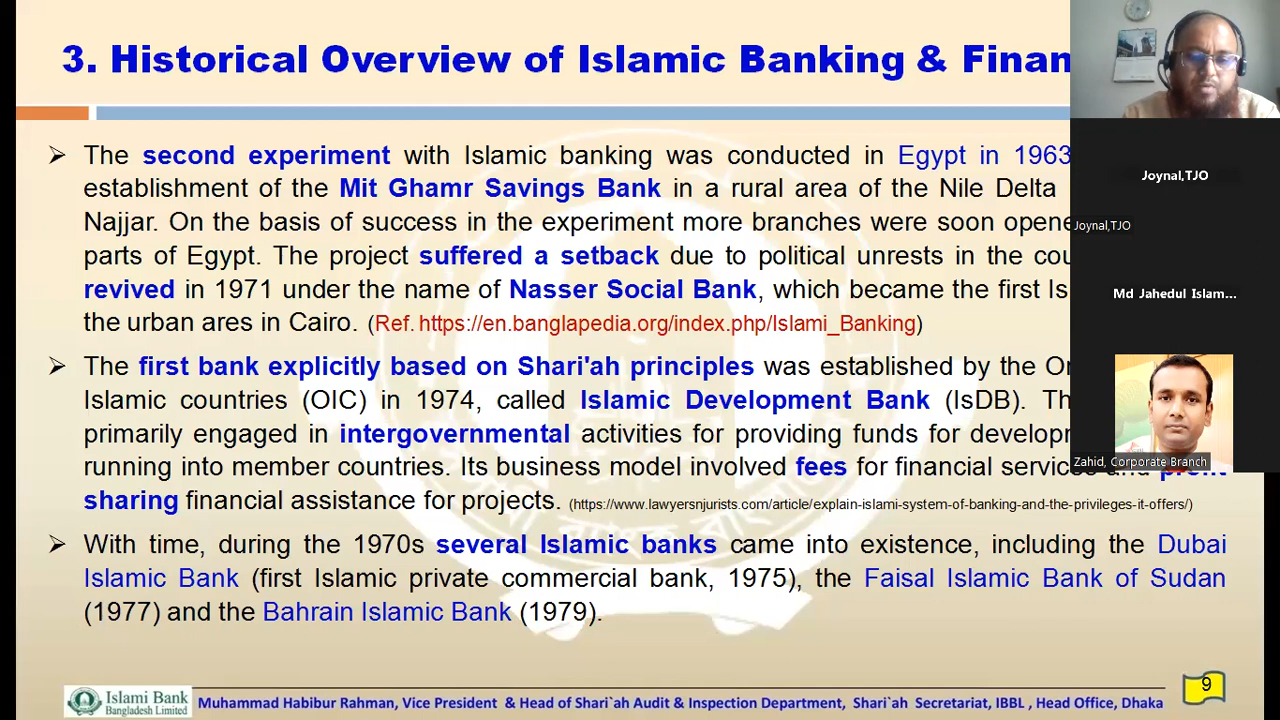 3. Historical Overview of Islamic Banking & Finan
➢ The second experiment with Islamic banking was conducted in Egypt in 1963
establishment of the Mit Ghamr Savings Bank in a rural area of the Nile Delta
Najjar. On the basis of success in the experiment more branches were soon opene
parts of Egypt. The project suffered a setback due to political unrests in the cou
revived in 1971 under the name of Nasser Social Bank, which became the first Is
the urban ares in Cairo. (Ref. https://en.banglapedia.org/index.php/Islami_Banking)
➢ The first bank explicitly based on Shari'ah principles was established by the Or
Islamic countries (OIC) in 1974, called Islamic Development Bank (IsDB). Th
primarily engaged in intergovernmental activities for providing funds for developr
running into member countries. Its business model involved fees for financial servic and profit
sharing financial assistance for projects. (https://www.lawyersnjurists.com/article/explain-islami-system-of-banking-and-the-privileges-it-offers/)
➢ With time, during the 1970s several Islamic banks came into existence, including the Dubai
Islamic Bank (first Islamic private commercial bank, 1975), the Faisal Islamic Bank of Sudan
(1977) and the Bahrain Islamic Bank (1979).
Islami Bank
Bangladesh Limited
Muhammad Habibur Rahman, Vice President & Head of Shari`ah Audit & Inspection Department, Shari`ah Secretariat, IBBL , Head Office, Dhaka
9
Joynal,TJO
Joynal,TJO
Md Jahedul Islam...
Zahid, Corporate Branch